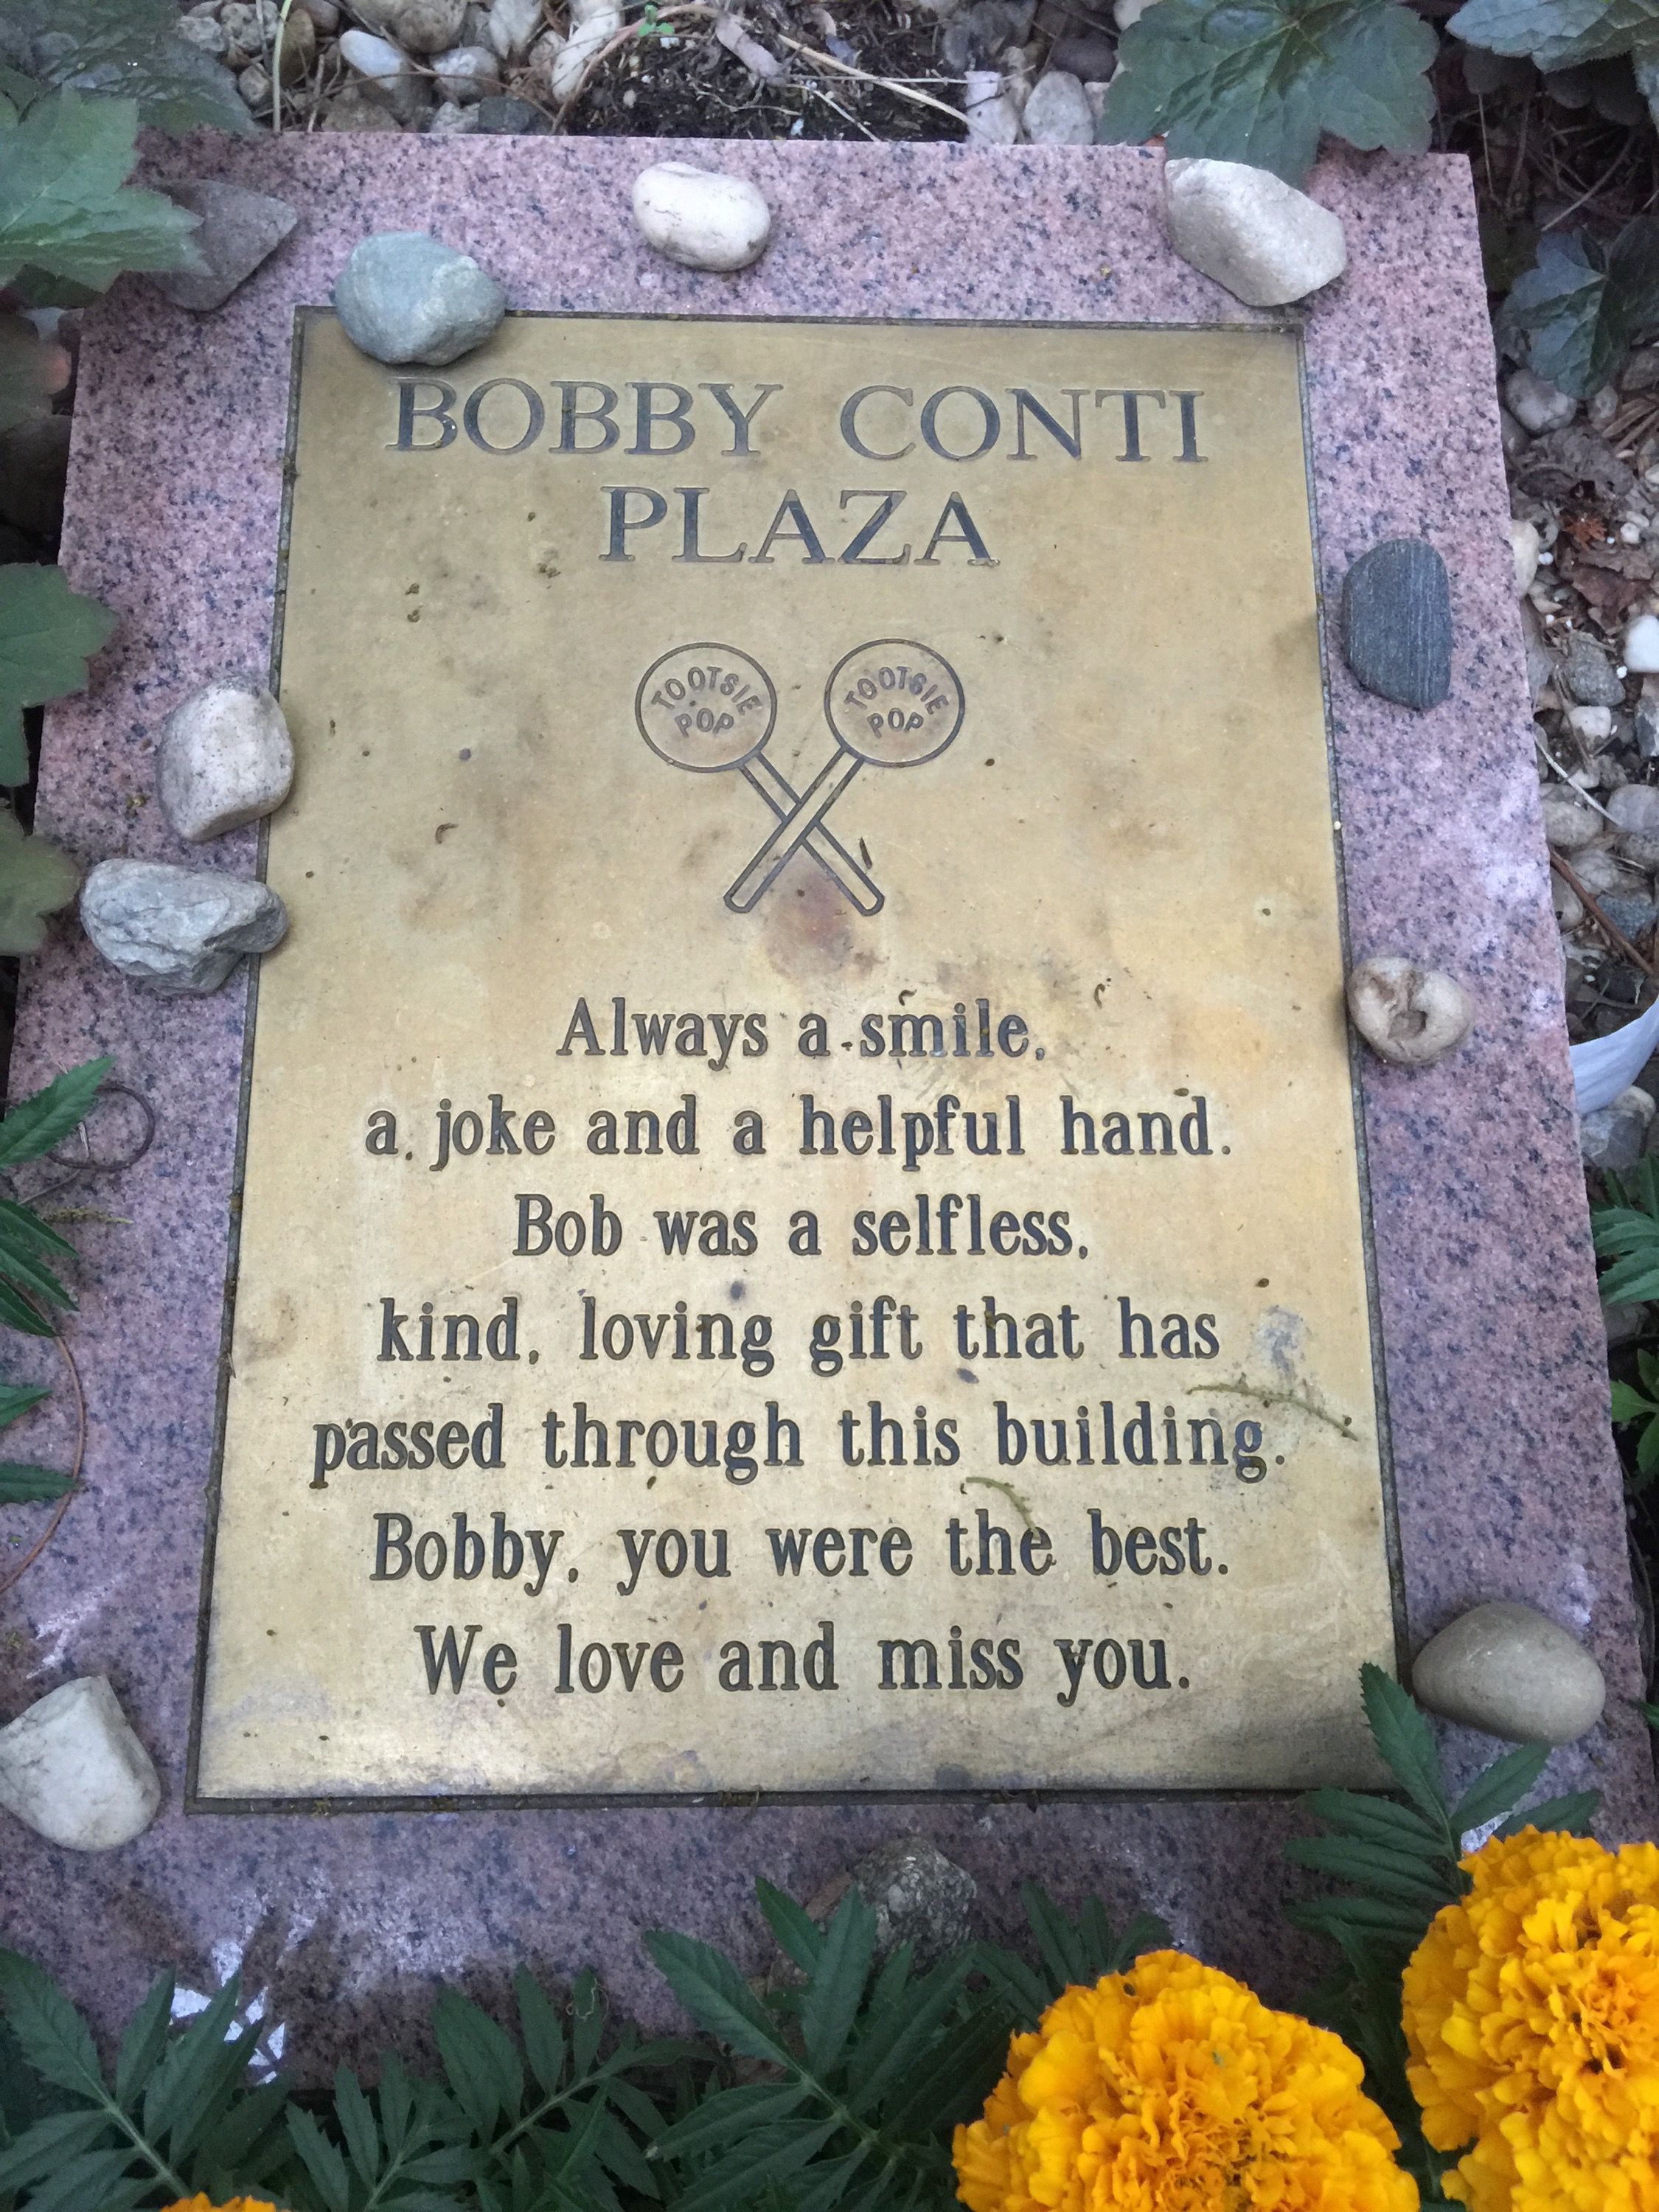 BOBBY CONTI
PLAZA
TOOTSIE
POP
TOOTSIE
POP
Always a smile,
a joke and a helpful hand.
Bob was a selfless,
kind, loving gift that has
passed through this building.
Bobby, you were the best.
We love and miss you.